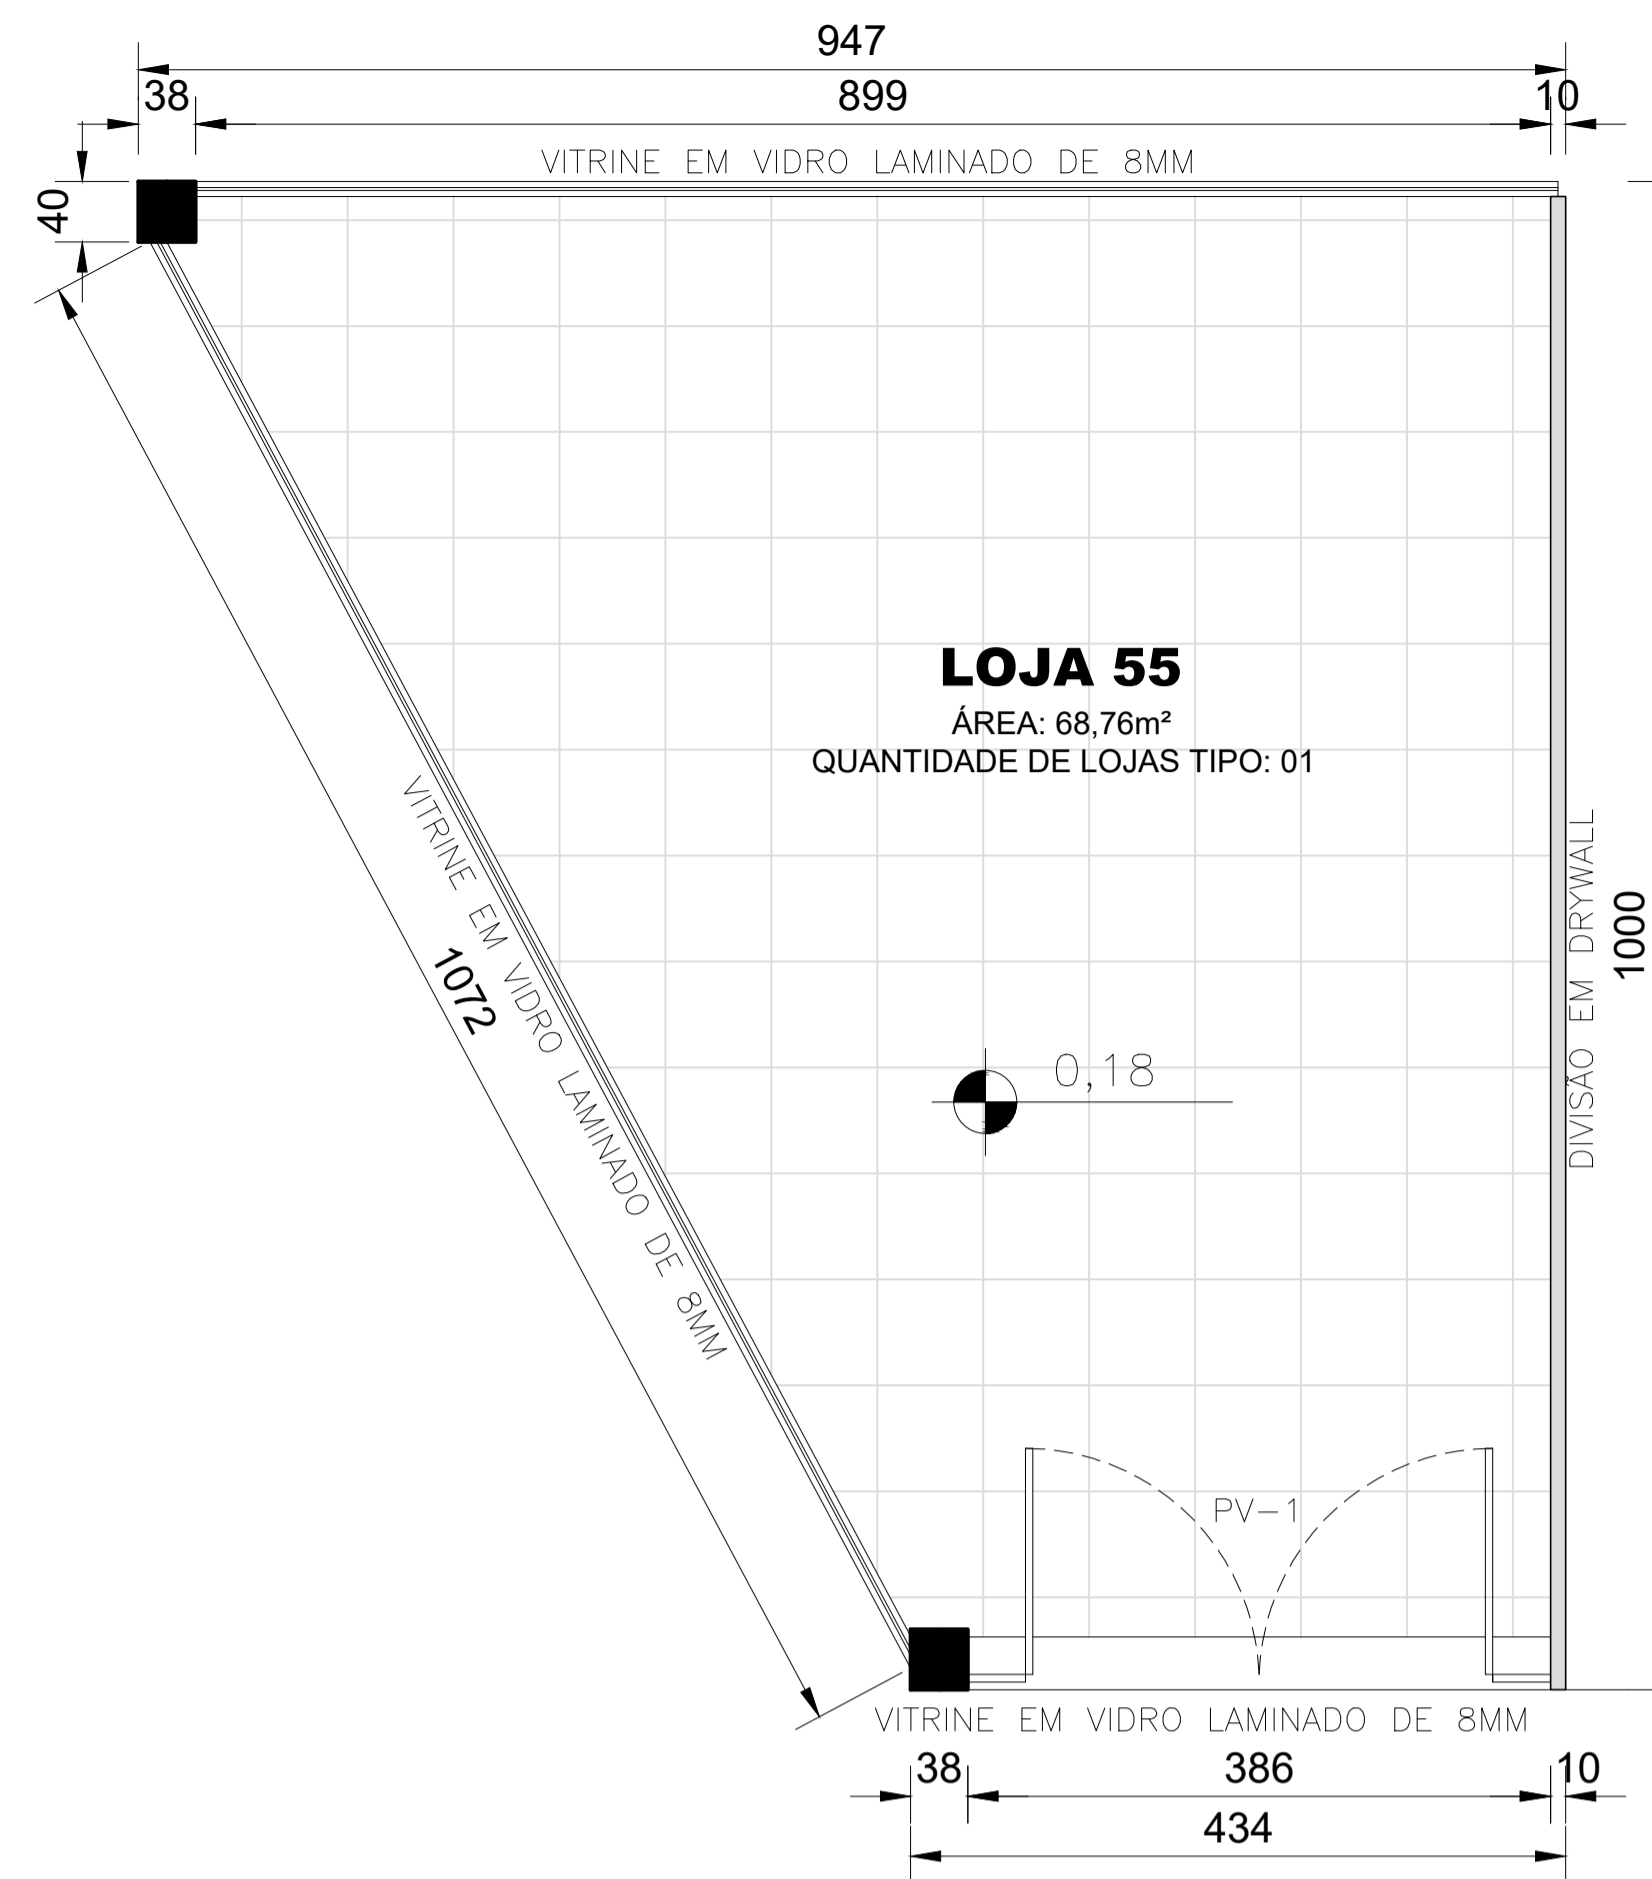 947
38
899
10
VITRINE EM VIDRO LAMINADO DE 8MM
40
LOJA 55
ÁREA: 68,76m²
QUANTIDADE DE LOJAS TIPO: 01
VITRINE EM VIDRO LAMINADO DE 8MM
1072
DIVISÃO EM DRYWALL
1000
0,18
PV-1
VITRINE EM VIDRO LAMINADO DE 8MM
38
386
10
434